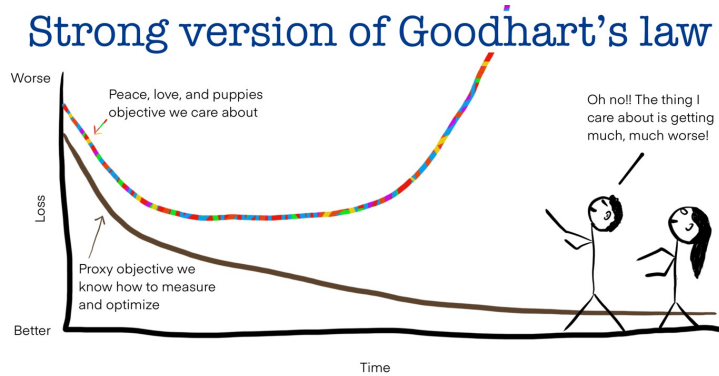 Strong version of Goodhart's law
Worse
Peace, love, and puppies
objective we care about
Oh no!! The thing I
care about is getting
much, much worse!
Loss
Proxy objective we
know how to measure
and optimize
Better
Time